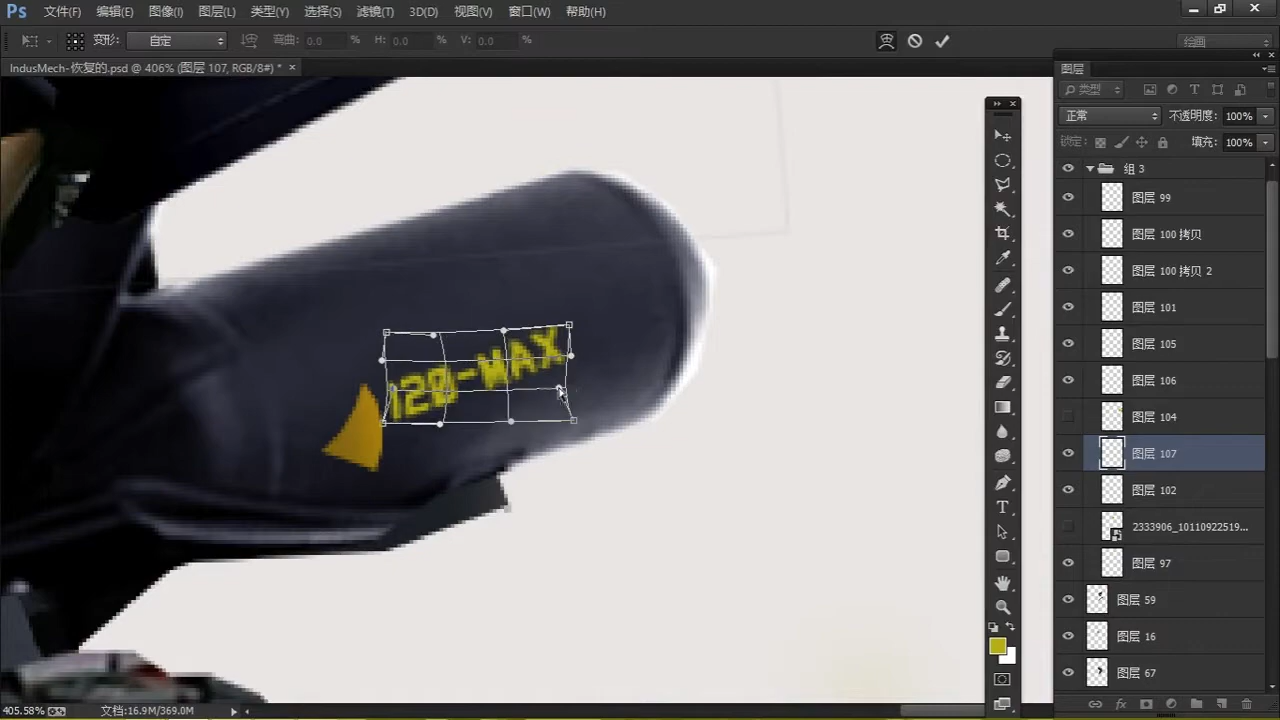 Ps 文件(F) 编辑(E) 图像(I) 图层(L) 类型(Y) 选择(S) 滤镜(T) 3D(D) 视图(V) 窗口(W) 帮助(H)
变形: 自定 弯曲: 0.0 % H: 0.0 % V: 0.0 % 绘画
IndusMech-恢复的.psd @ 406% (图层 107, RGB/8#) * ×
图层
类型
正常 不透明度: 100%
锁定: 填充: 100%
组 3
图层 99
图层 100 拷贝
图层 100 拷贝 2
图层 101
图层 105
图层 106
图层 104
图层 107
图层 102
2333906_10110922519...
图层 97
图层 59
图层 16
图层 67
12B-WAX
405.58% 文档:16.9M/369.0M